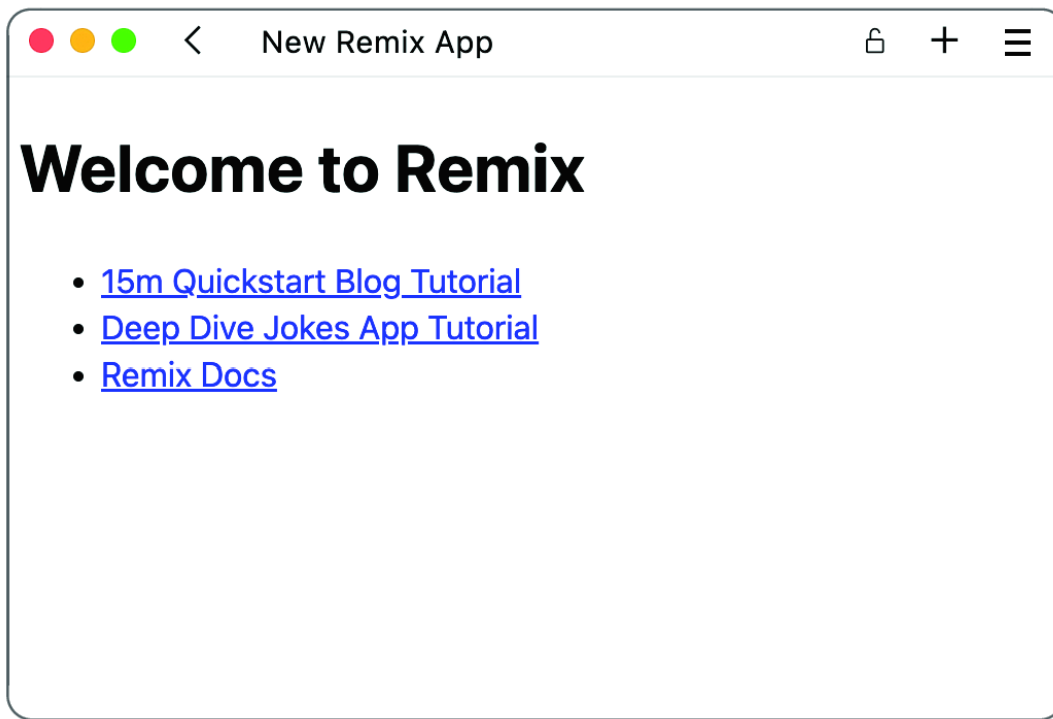 New Remix App
Welcome to Remix
15m Quickstart Blog Tutorial
Deep Dive Jokes App Tutorial
Remix Docs